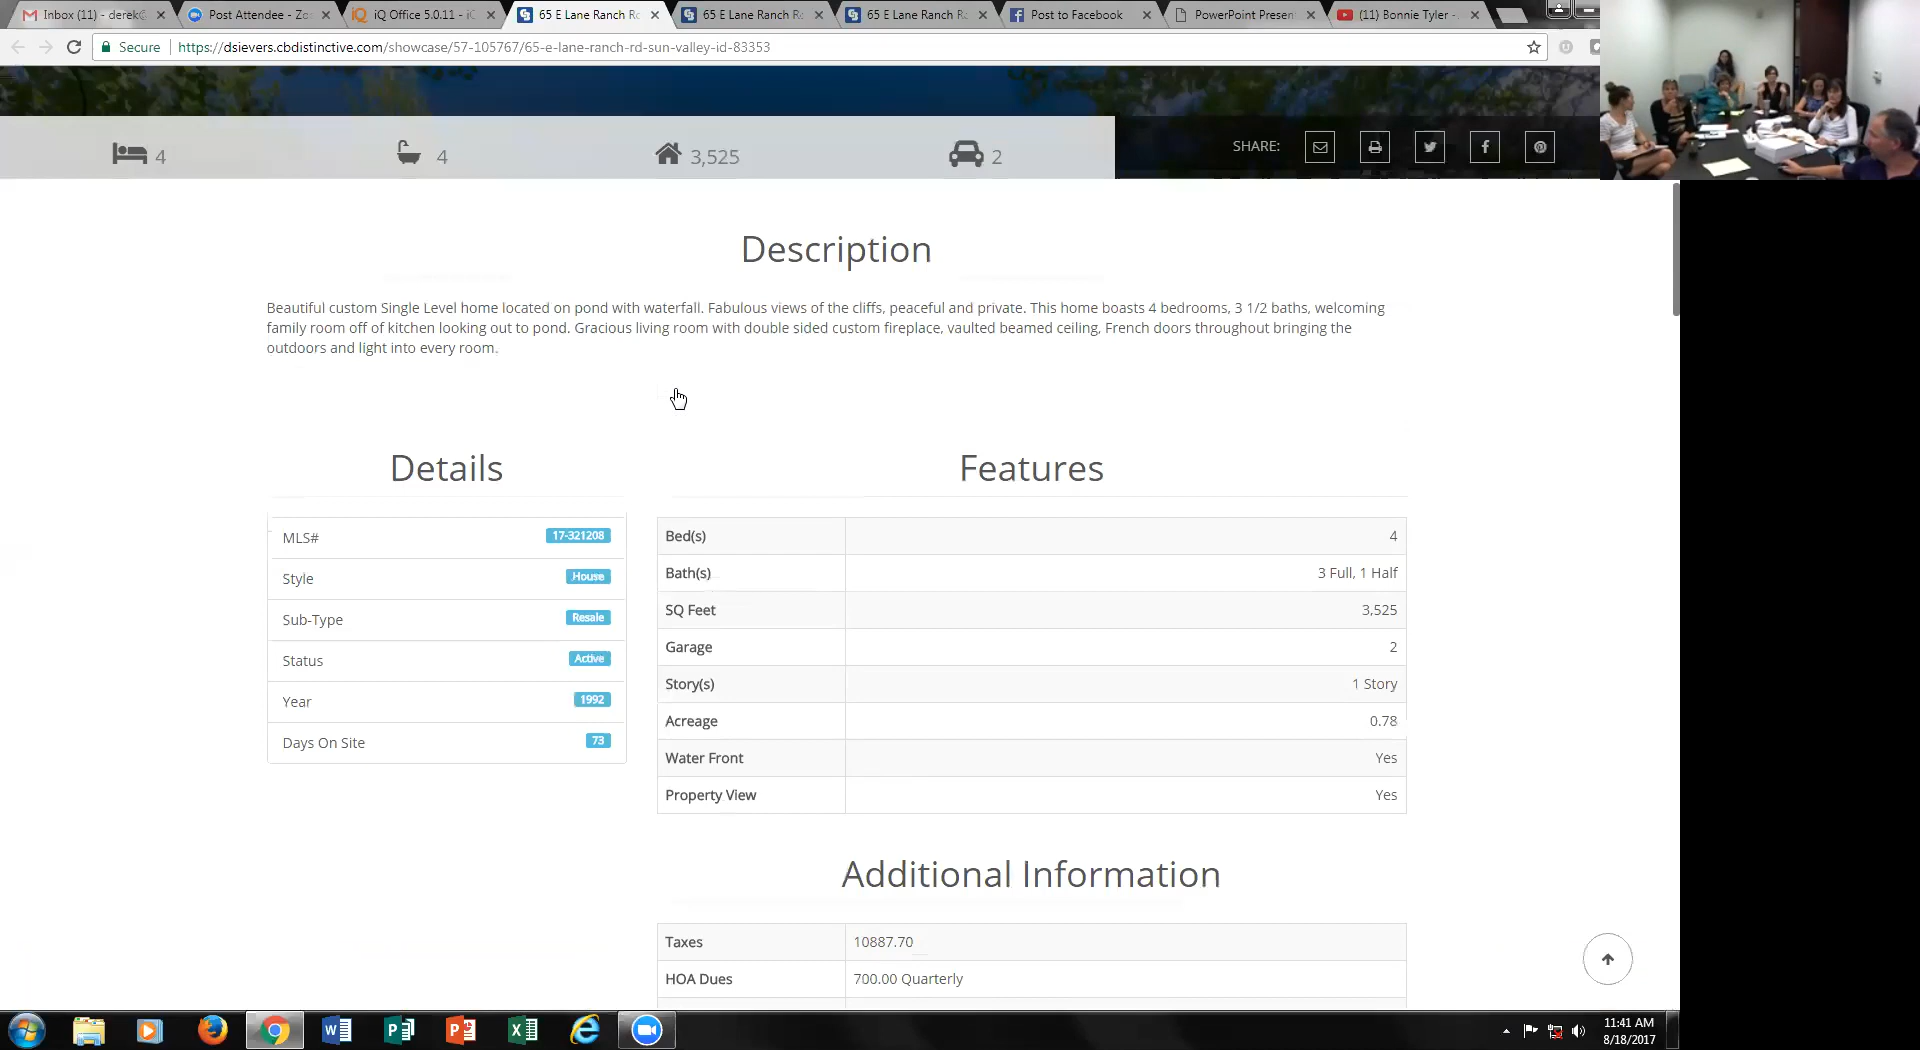 Inbox (11) - derek@
Post Attendee - Zo
iQ Office 5.0.11 - i
65 E Lane Ranch Ro
65 E Lane Ranch Ro
65 E Lane Ranch Ro
Post to Facebook
PowerPoint Presen
(11) Bonnie Tyler -
Secure
https://dsievers.cbdistinctive.com/showcase/57-105767/65-e-lane-ranch-rd-sun-valley-id-83353
4
4
3,525
2
SHARE:
Description
Beautiful custom Single Level home located on pond with waterfall. Fabulous views of the cliffs, peaceful and private. This home boasts 4 bedrooms, 3 1/2 baths, welcoming
family room off of kitchen looking out to pond. Gracious living room with double sided custom fireplace, vaulted beamed ceiling, French doors throughout bringing the
outdoors and light into every room.
Details
MLS# 17-321208
Style House
Sub-Type Resale
Status Active
Year 1992
Days On Site 73
Features
Bed(s) 4
Bath(s) 3 Full, 1 Half
SQ Feet 3,525
Garage 2
Story(s) 1 Story
Acreage 0.78
Water Front Yes
Property View Yes
Additional Information
Taxes 10887.70
HOA Dues 700.00 Quarterly
11:41 AM
8/18/2017